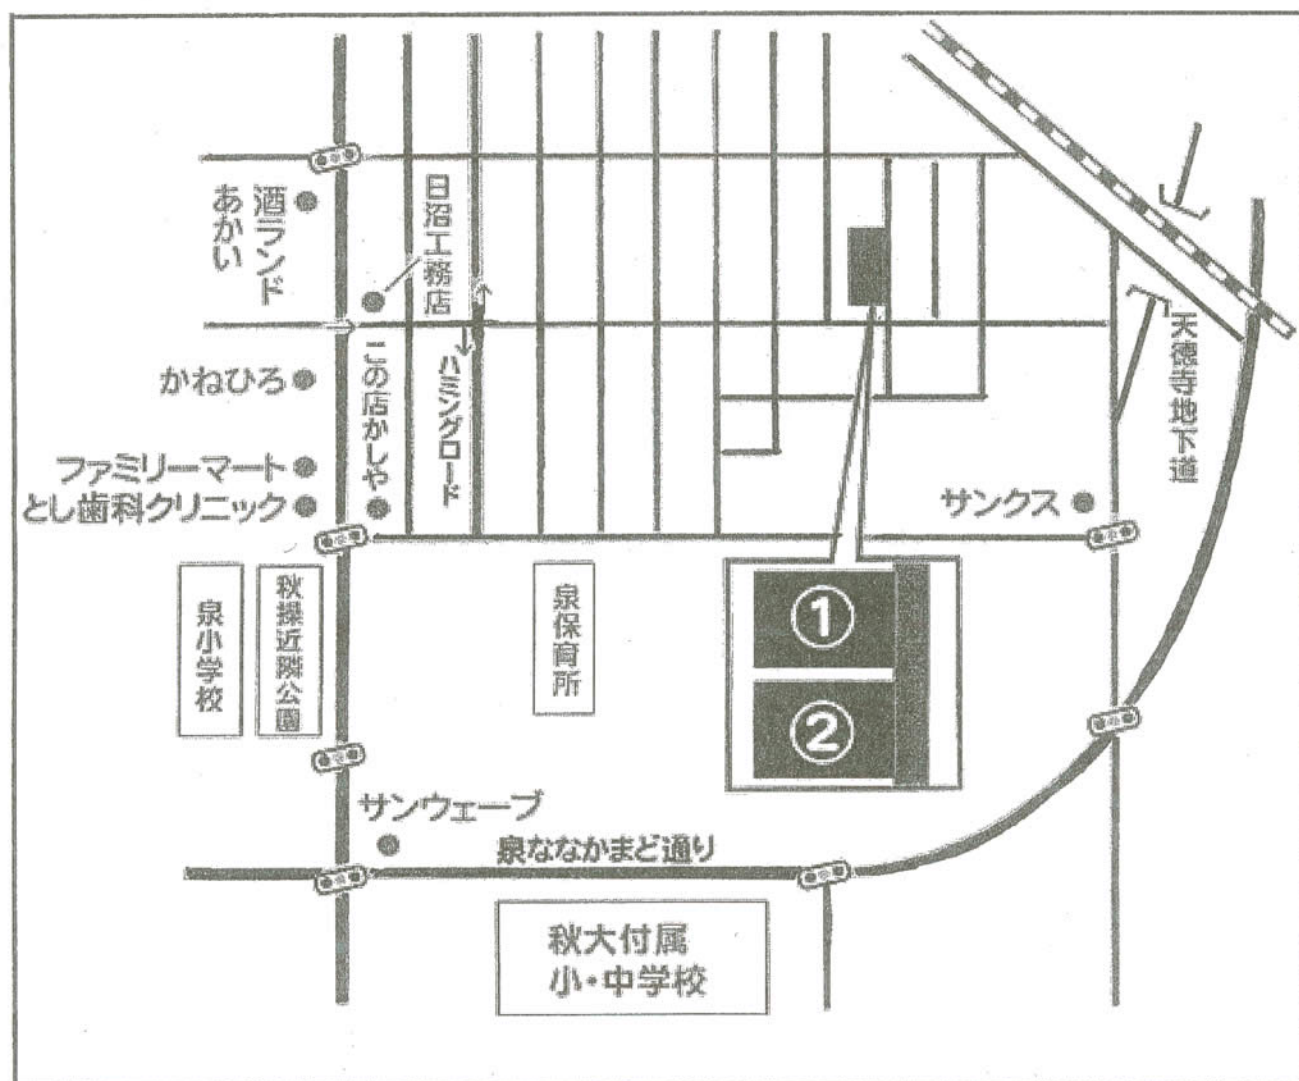 酒ランド
あかい
日沼工務店
かねひろ
この店かしや
ハミングロード
天徳寺地下道
ファミリーマート
とし歯科クリニック
サンクス
泉小学校
秋操近隣公園
泉保育所
①
②
サンウェーブ
泉ななかまど通り
秋大付属
小・中学校